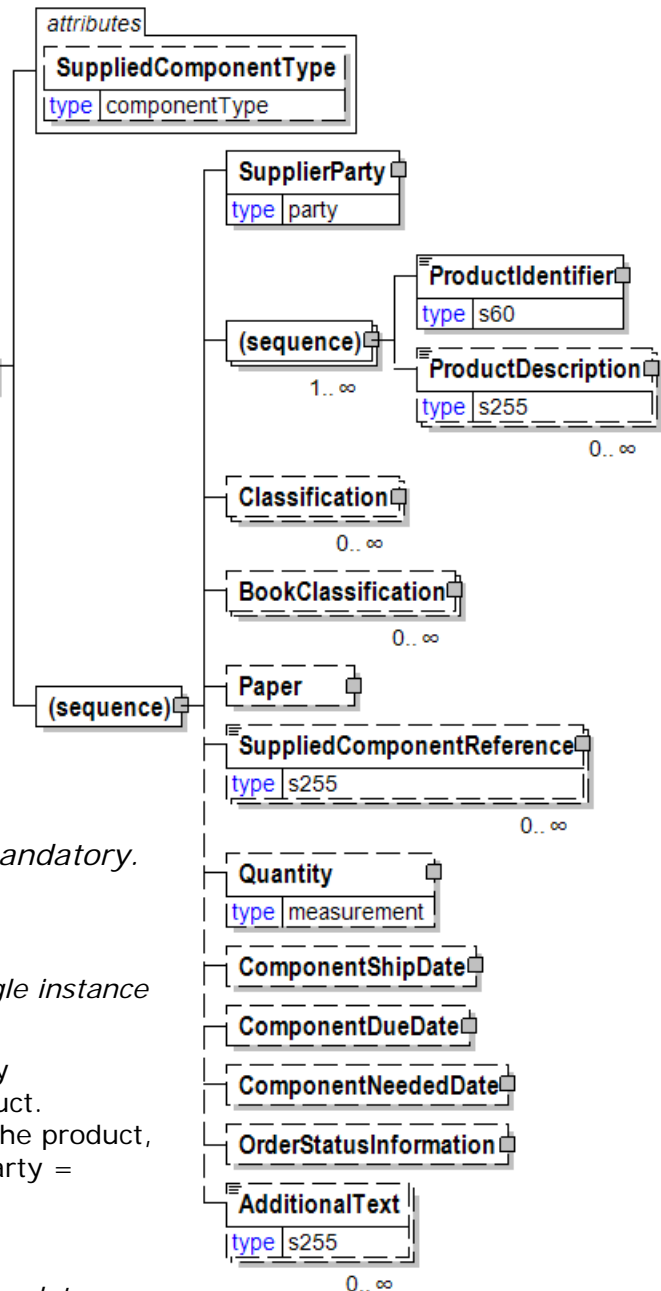 attributes
SuppliedComponentType
type componentType
SupplierParty
type party
ProductIdentifier
type s60
(sequence)
1.. ∞
ProductDescription
type s255
0.. ∞
Classification
0.. ∞
BookClassification
0.. ∞
Paper
(sequence)
SuppliedComponentReference
type s255
0.. ∞
andatory.
Quantity
type measurement
ComponentShipDate
gle instance
ComponentDueDate
y
uct.
ComponentNeededDate
he product,
OrderStatusInformation
arty =
AdditionalText
type s255
0.. ∞